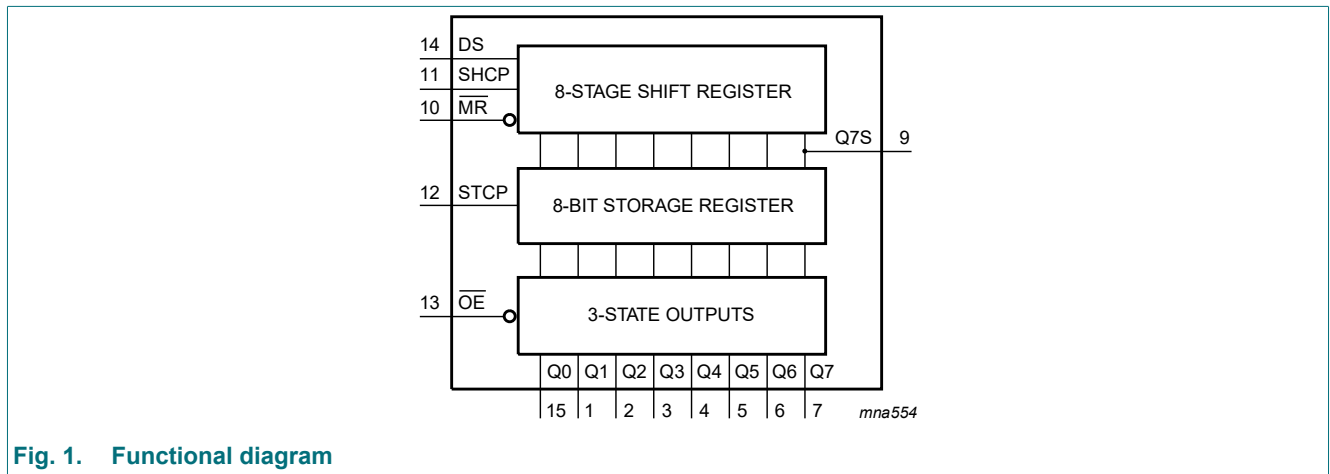 14 DS
11 SHCP
10 M̅R̅
8-STAGE SHIFT REGISTER
Q7S 9
12 STCP
8-BIT STORAGE REGISTER
13 O̅E̅
3-STATE OUTPUTS
Q0 Q1 Q2 Q3 Q4 Q5 Q6 Q7
15 1 2 3 4 5 6 7
mna554
Fig. 1. Functional diagram